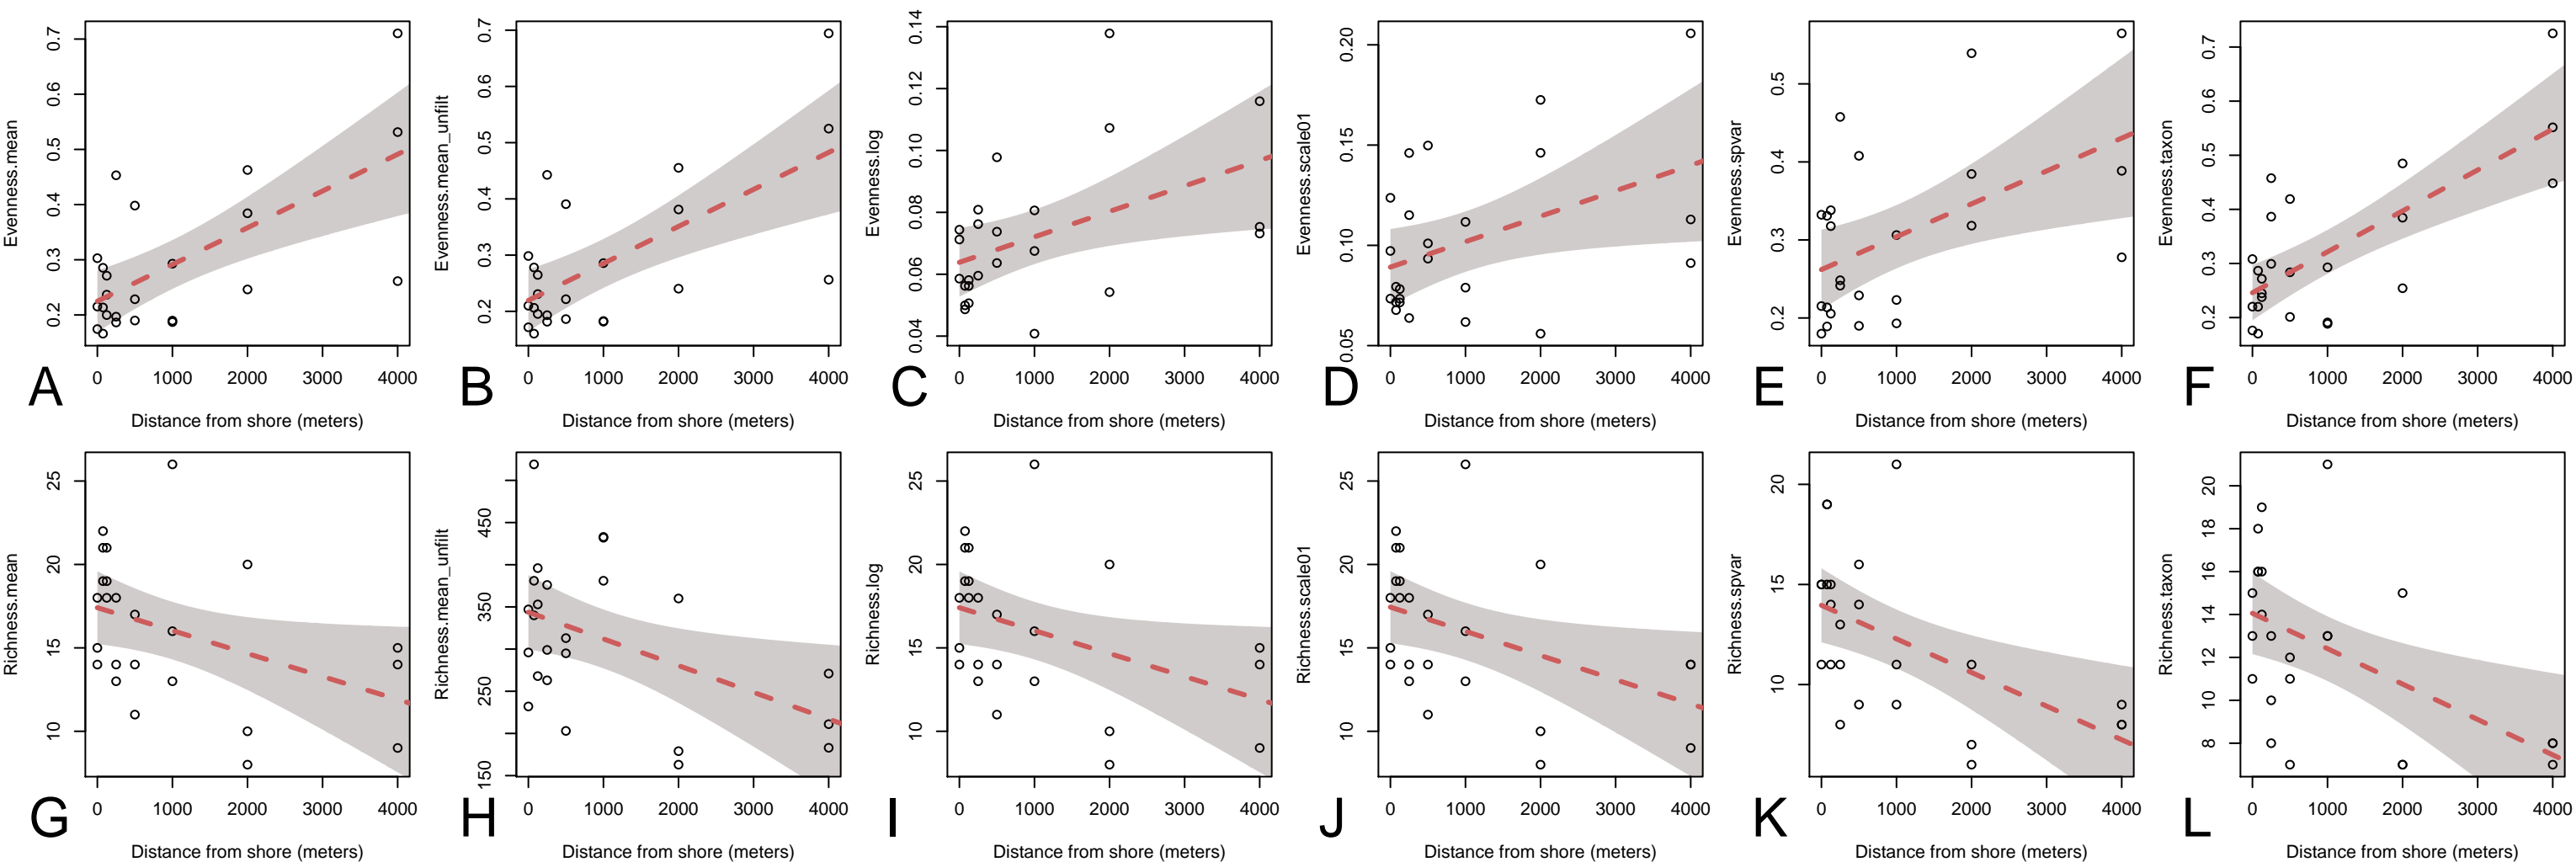 Evenness.mean
0.2 0.3 0.4 0.5 0.6 0.7
0 1000 2000 3000 4000
A
Distance from shore (meters)
Evenness.mean_unfilt
0.2 0.3 0.4 0.5 0.6 0.7
0 1000 2000 3000 4000
B
Distance from shore (meters)
Evenness.log
0.04 0.06 0.08 0.10 0.12 0.14
0 1000 2000 3000 4000
C
Distance from shore (meters)
Evenness.scale01
0.05 0.10 0.15 0.20
0 1000 2000 3000 4000
D
Distance from shore (meters)
Evenness.spvar
0.2 0.3 0.4 0.5
0 1000 2000 3000 4000
E
Distance from shore (meters)
Evenness.taxon
0.2 0.3 0.4 0.5 0.6 0.7
0 1000 2000 3000 4000
F
Distance from shore (meters)
Richness.mean
10 15 20 25
0 1000 2000 3000 4000
G
Distance from shore (meters)
Richness.mean_unfilt
150 250 350 450
0 1000 2000 3000 4000
H
Distance from shore (meters)
Richness.log
10 15 20 25
0 1000 2000 3000 4000
I
Distance from shore (meters)
Richness.scale01
10 15 20 25
0 1000 2000 3000 4000
J
Distance from shore (meters)
Richness.spvar
10 15 20
0 1000 2000 3000 4000
K
Distance from shore (meters)
Richness.taxon
8 10 12 14 16 18 20
0 1000 2000 3000 4000
L
Distance from shore (meters)